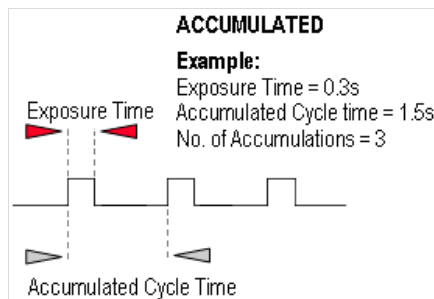 ACCUMULATED
Example:
Exposure Time = 0.3s
Accumulated Cycle time = 1.5s
No. of Accumulations = 3
Exposure Time
Accumulated Cycle Time